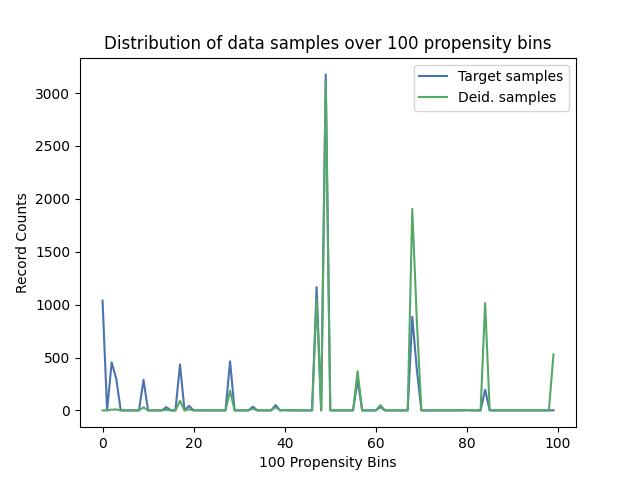 Distribution of data samples over 100 propensity bins
Target samples
Deid. samples
Record Counts
3000
2500
2000
1500
1000
500
0
0 20 40 60 80 100
100 Propensity Bins